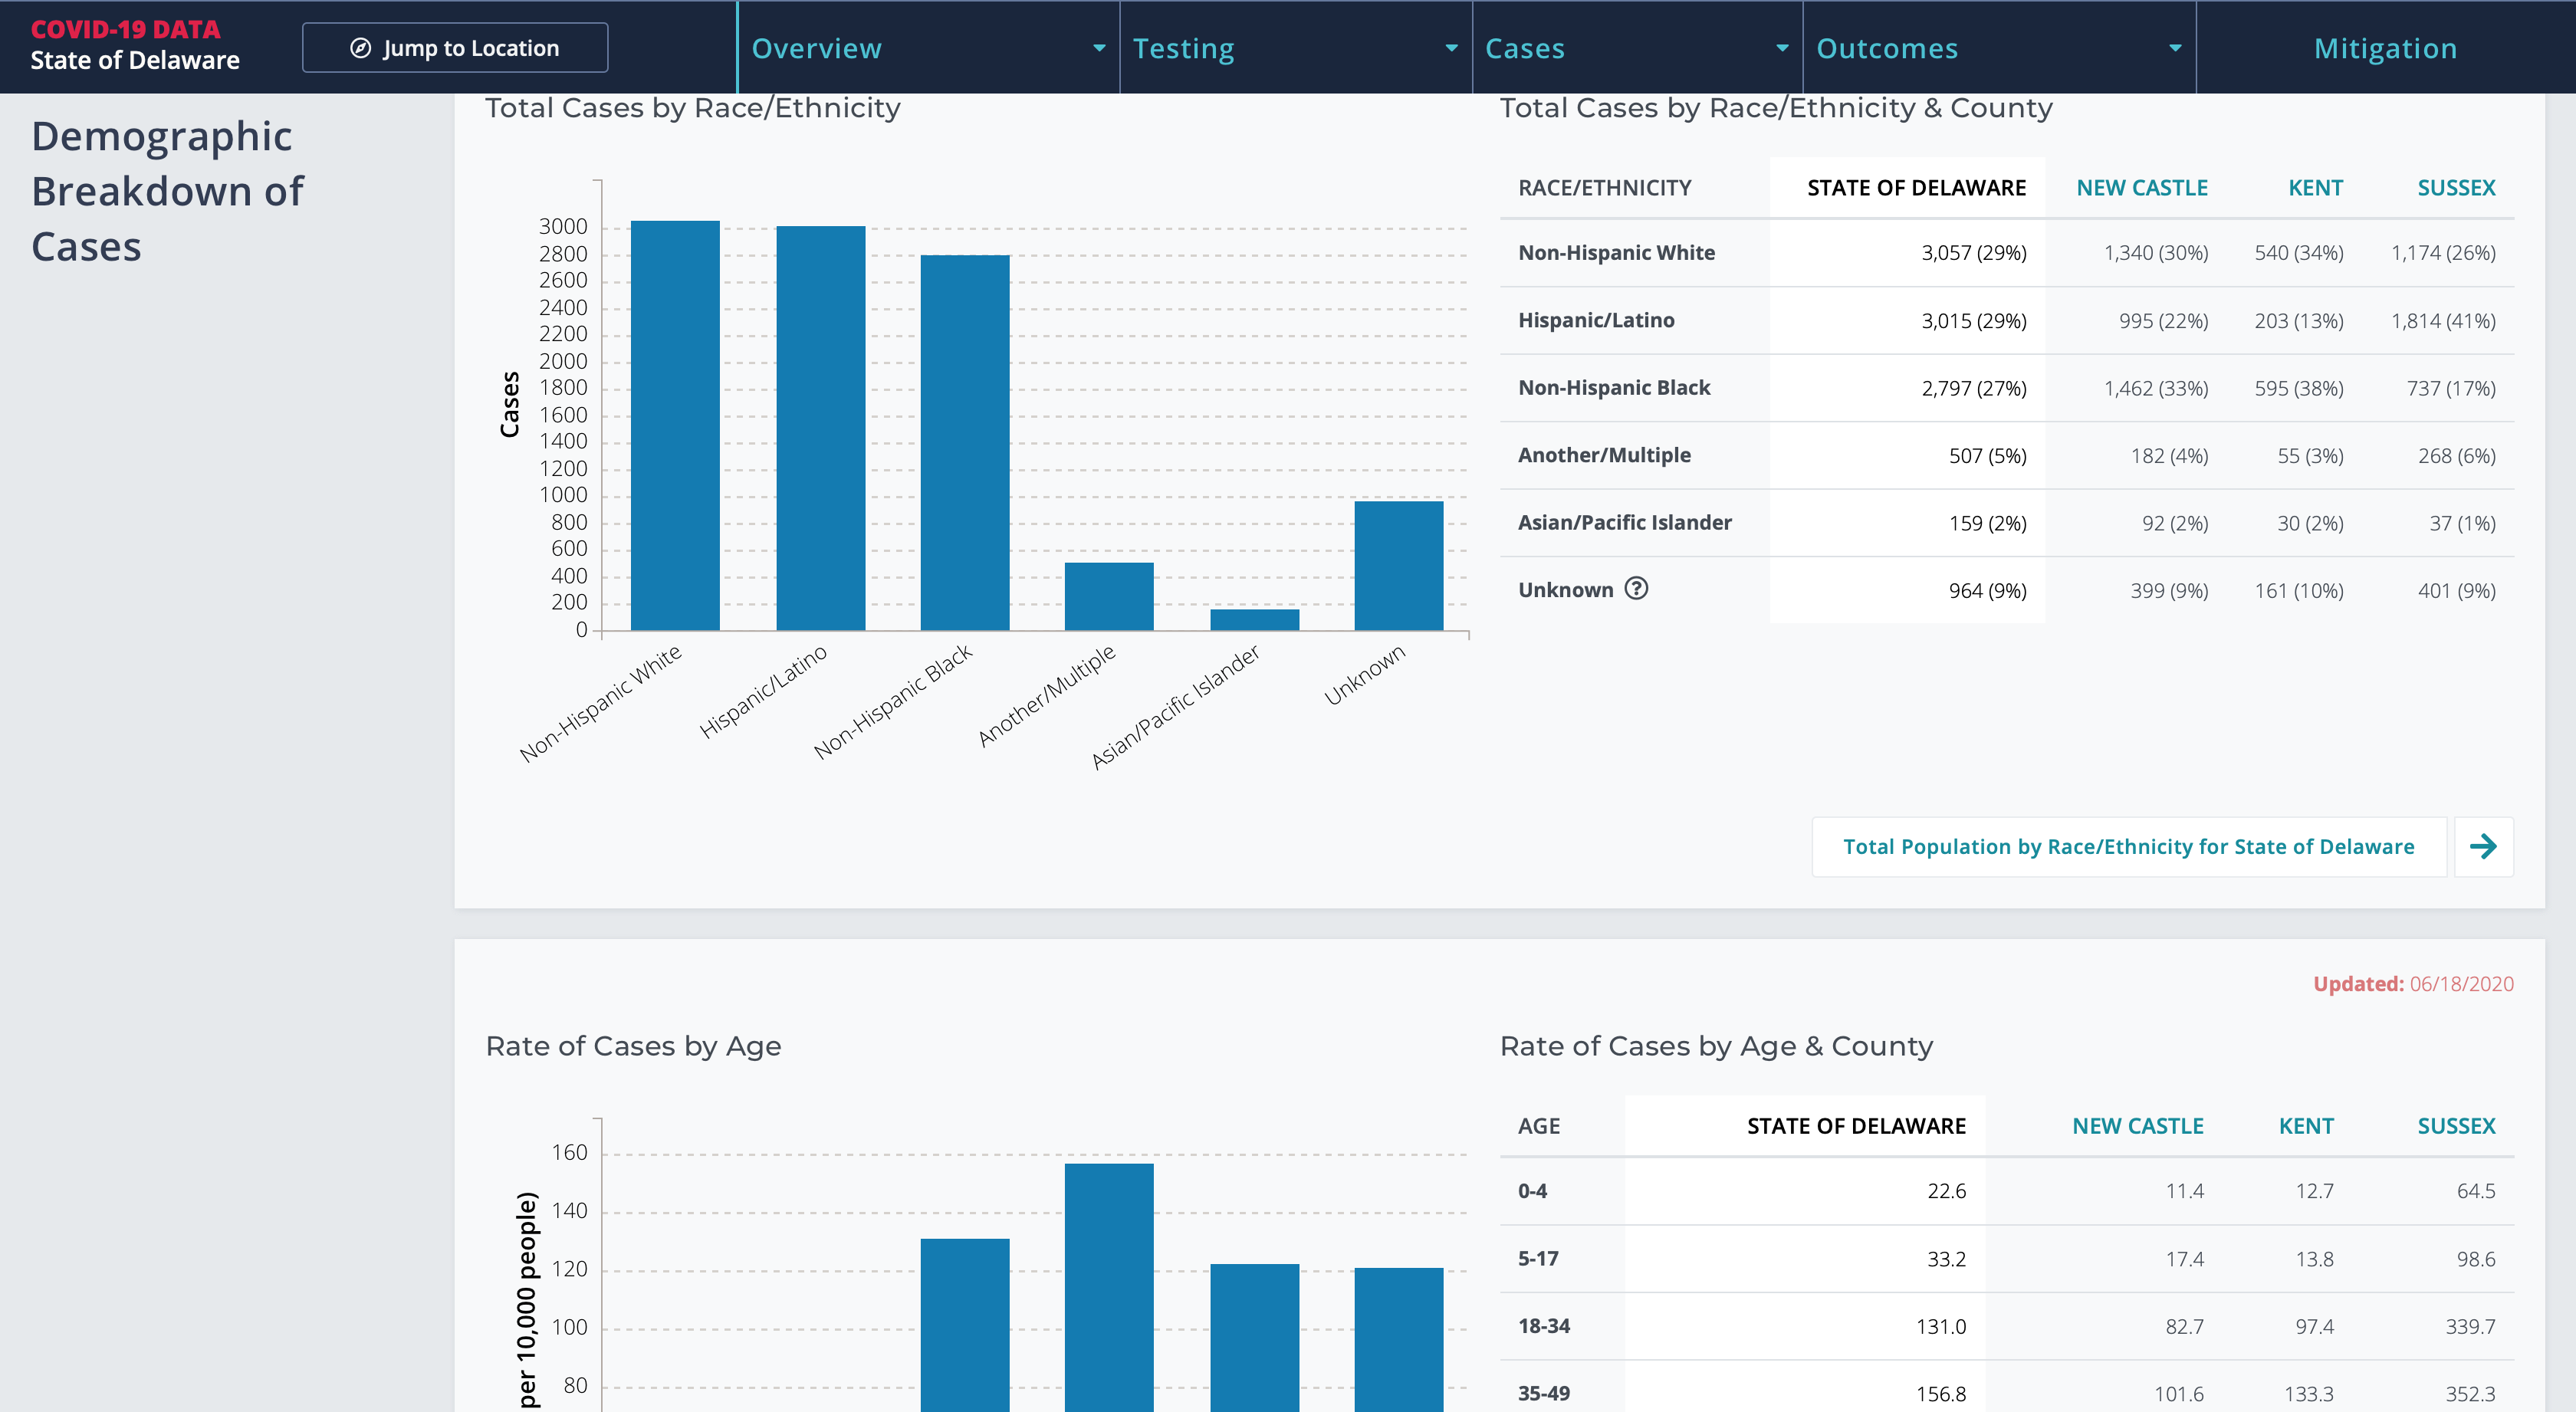 COVID-19 DATA
State of Delaware
Jump to Location
Overview
Testing
Cases
Outcomes
Mitigation
Demographic
Breakdown of
Cases
Total Cases by Race/Ethnicity
Cases
3000
2800
2600
2400
2200
2000
1800
1600
1400
1200
1000
800
600
400
200
0
Non-Hispanic White
Hispanic/Latino
Non-Hispanic Black
Another/Multiple
Asian/Pacific Islander
Unknown
Total Cases by Race/Ethnicity & County
RACE/ETHNICITY STATE OF DELAWARE NEW CASTLE KENT SUSSEX
Non-Hispanic White 3,057 (29%) 1,340 (30%) 540 (34%) 1,174 (26%)
Hispanic/Latino 3,015 (29%) 995 (22%) 203 (13%) 1,814 (41%)
Non-Hispanic Black 2,797 (27%) 1,462 (33%) 595 (38%) 737 (17%)
Another/Multiple 507 (5%) 182 (4%) 55 (3%) 268 (6%)
Asian/Pacific Islander 159 (2%) 92 (2%) 30 (2%) 37 (1%)
Unknown ? 964 (9%) 399 (9%) 161 (10%) 401 (9%)
Total Population by Race/Ethnicity for State of Delaware
Updated: 06/18/2020
Rate of Cases by Age
per 10,000 people)
160
140
120
100
80
Rate of Cases by Age & County
AGE STATE OF DELAWARE NEW CASTLE KENT SUSSEX
0-4 22.6 11.4 12.7 64.5
5-17 33.2 17.4 13.8 98.6
18-34 131.0 82.7 97.4 339.7
35-49 156.8 101.6 133.3 352.3